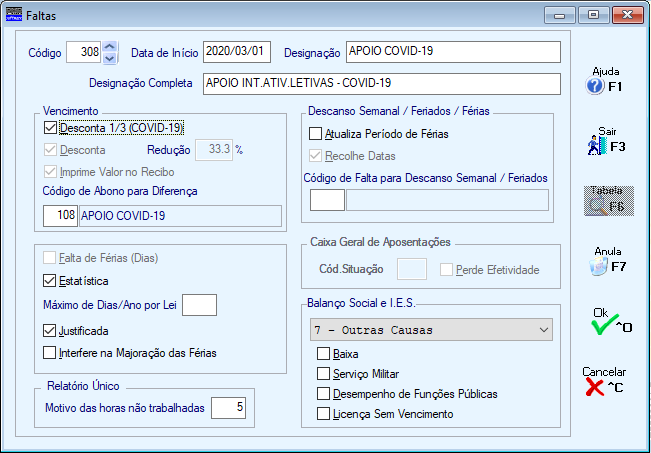 Faltas
Código 308 Data de Início 2020/03/01 Designação APOIO COVID-19
Designação Completa APOIO INT.ATIV.LETIVAS - COVID-19
Vencimento
Desconta 1/3 (COVID-19)
Desconta Redução 33.3 %
Imprime Valor no Recibo
Código de Abono para Diferença
108 APOIO COVID-19
Falta de Férias (Dias)
Estatística
Máximo de Dias/Ano por Lei
Justificada
Interfere na Majoração das Férias
Relatório Único
Motivo das horas não trabalhadas 5
Descanso Semanal / Feriados / Férias
Atualiza Período de Férias
Recolhe Datas
Código de Falta para Descanso Semanal / Feriados
Caixa Geral de Aposentações
Cód.Situação Perde Efetividade
Balanço Social e I.E.S.
7 - Outras Causas
Baixa
Serviço Militar
Desempenho de Funções Públicas
Licença Sem Vencimento
Ajuda
F1
Sair
F3
Tabela
F6
Anula
F7
Ok
^O
Cancelar
^C